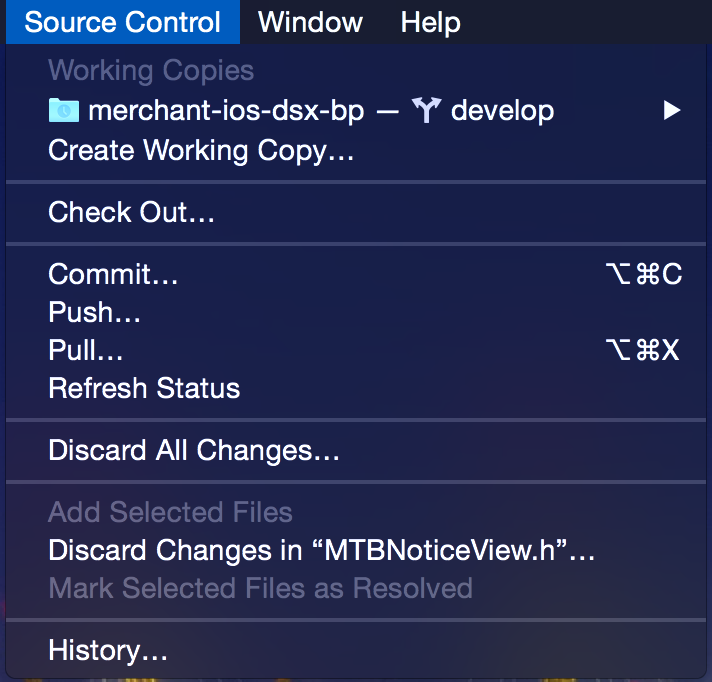 Source Control Window Help
Working Copies
merchant-ios-dsx-bp — develop
Create Working Copy…
Check Out…
Commit… ⌥⌘C
Push…
Pull… ⌥⌘X
Refresh Status
Discard All Changes…
Add Selected Files
Discard Changes in “MTBNoticeView.h”…
Mark Selected Files as Resolved
History…